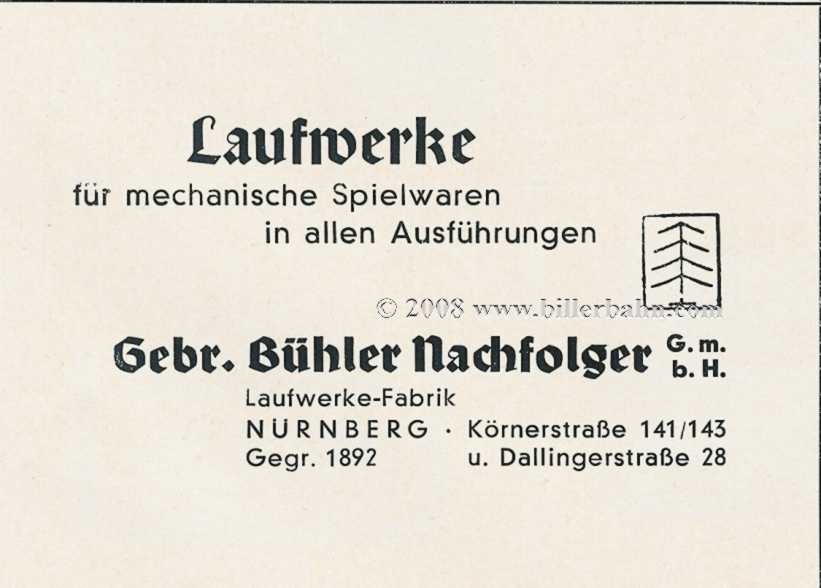 Laufwerke
für mechanische Spielwaren
in allen Ausführungen
© 2008 www.billerbahn.com
Gebr. Bühler Nachfolger G. m. b. H.
Laufwerke-Fabrik
NÜRNBERG · Körnerstraße 141/143
Gegr. 1892 u. Dallingerstraße 28